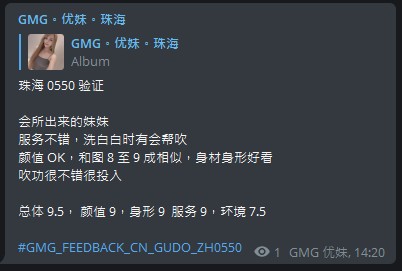 GMG。优妹。珠海
GMG。优妹。珠海
Album
珠海 0550 验证
会所出来的妹妹
服务不错，洗白白时有会帮吹
颜值 OK，和图 8 至 9 成相似，身材身形好看
吹功很不错很投入
总体 9.5， 颜值 9，身形 9 服务 9，环境 7.5
#GMG_FEEDBACK_CN_GUDO_ZH0550
1 GMG 优妹, 14:20